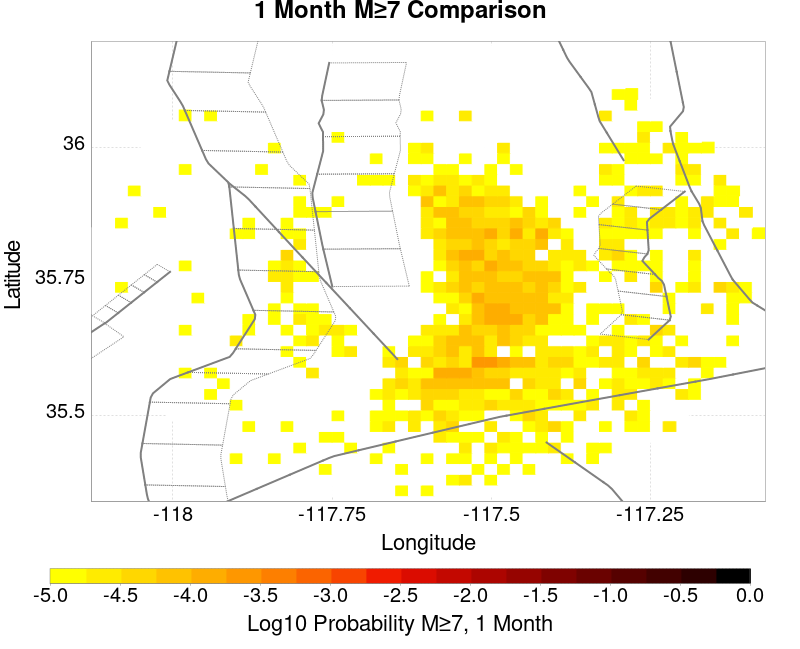 1 Month M≥7 Comparison
36
35.75
35.5
Latitude
-118 -117.75 -117.5 -117.25
Longitude
-5.0 -4.5 -4.0 -3.5 -3.0 -2.5 -2.0 -1.5 -1.0 -0.5 0.0
Log10 Probability M≥7, 1 Month